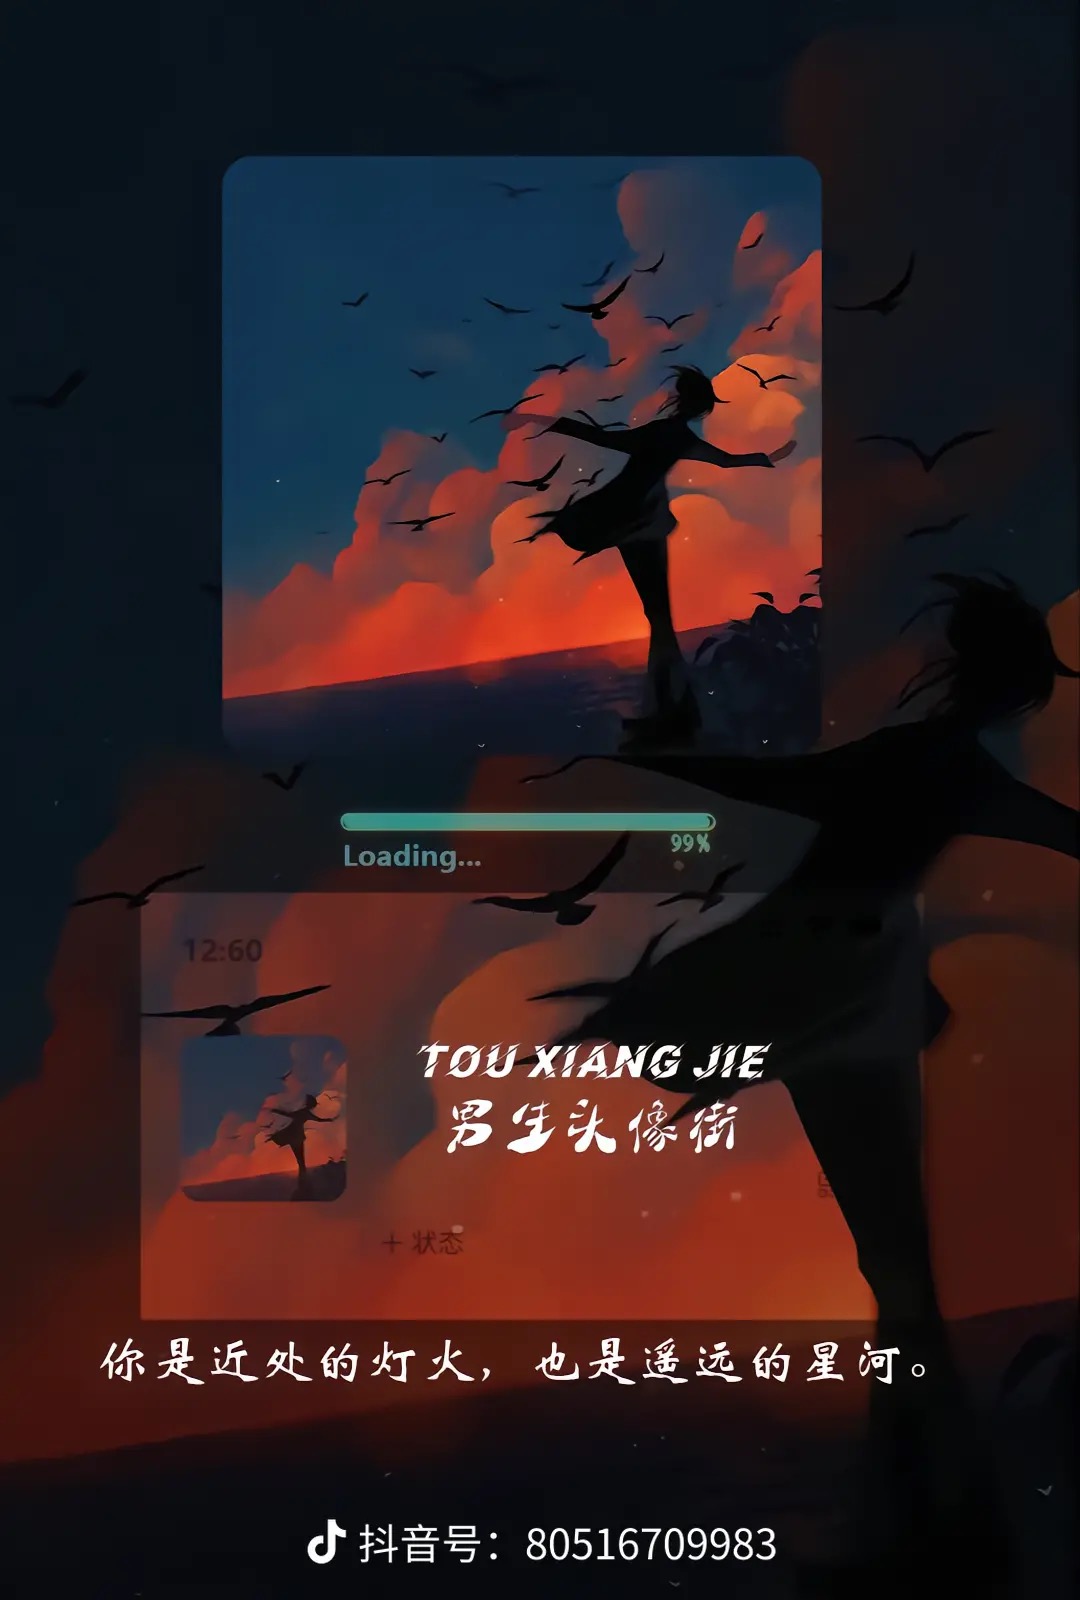 99%
Loading...
12:60
TOU XIANG JIE
男生头像街
+ 状态
你是近处的灯火，也是遥远的星河。
抖音号：80516709983